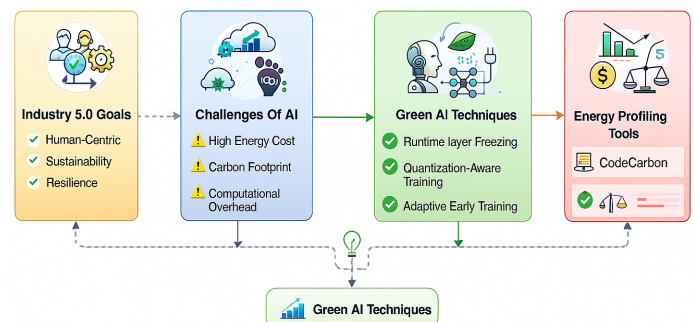 Industry 5.0 Goals
Human-Centric
Sustainability
Resilience
Challenges Of AI
High Energy Cost
Carbon Footprint
Computational
Overhead
Green AI Techniques
Runtime layer Freezing
Quantization-Aware
Training
Adaptive Early Training
Energy Profiling
Tools
CodeCarbon
Green AI Techniques